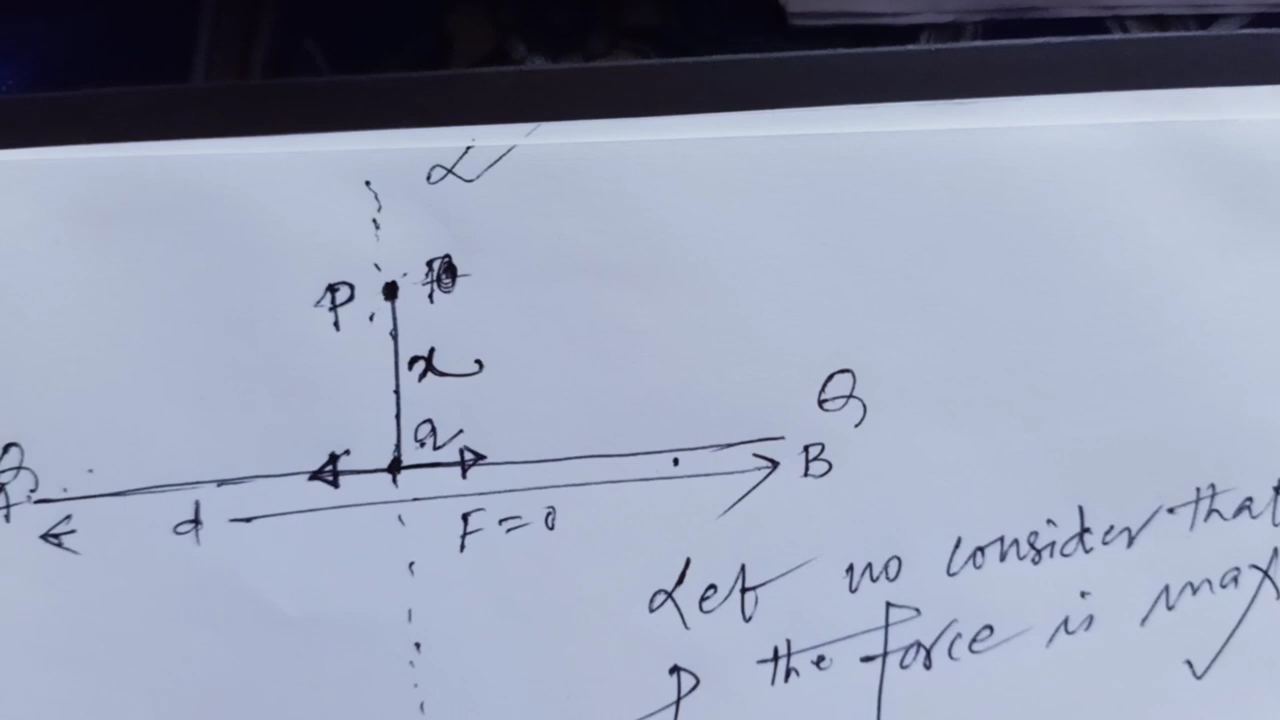 P
x
q
Q
B
d
F = 0
Let no consider that
P the force is max